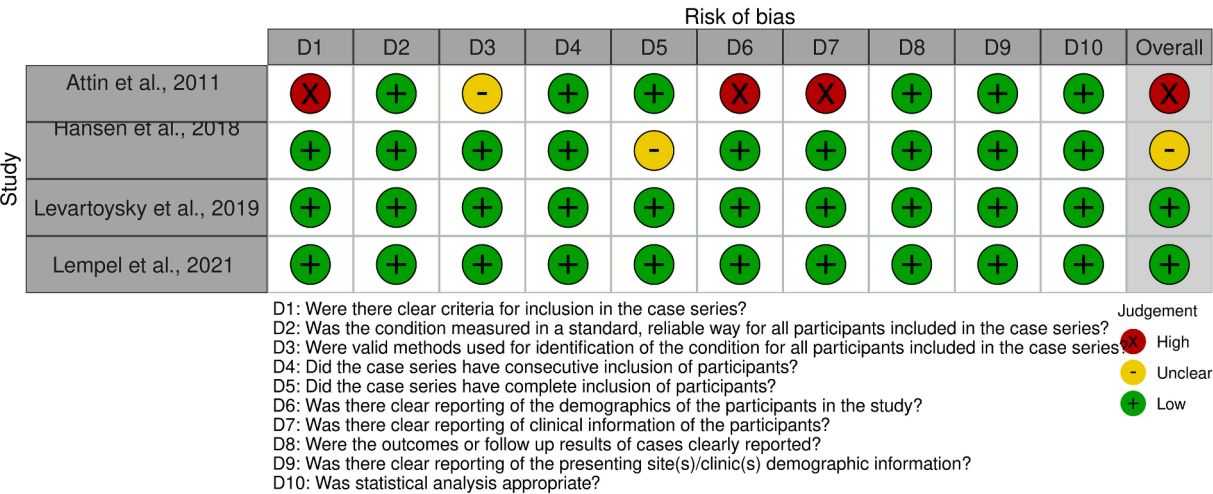 Risk of bias
D1 D2 D3 D4 D5 D6 D7 D8 D9 D10 Overall
Study
Attin et al., 2011 X + - + + X X + + + X
Hansen et al., 2018 + + + + - + + + + + -
Levartoysky et al., 2019 + + + + + + + + + + +
Lempel et al., 2021 + + + + + + + + + + +
D1: Were there clear criteria for inclusion in the case series?
D2: Was the condition measured in a standard, reliable way for all participants included in the case series?
D3: Were valid methods used for identification of the condition for all participants included in the case series?
D4: Did the case series have consecutive inclusion of participants?
D5: Did the case series have complete inclusion of participants?
D6: Was there clear reporting of the demographics of the participants in the study?
D7: Was there clear reporting of clinical information of the participants?
D8: Were the outcomes or follow up results of cases clearly reported?
D9: Was there clear reporting of the presenting site(s)/clinic(s) demographic information?
D10: Was statistical analysis appropriate?
Judgement
X High
- Unclear
+ Low